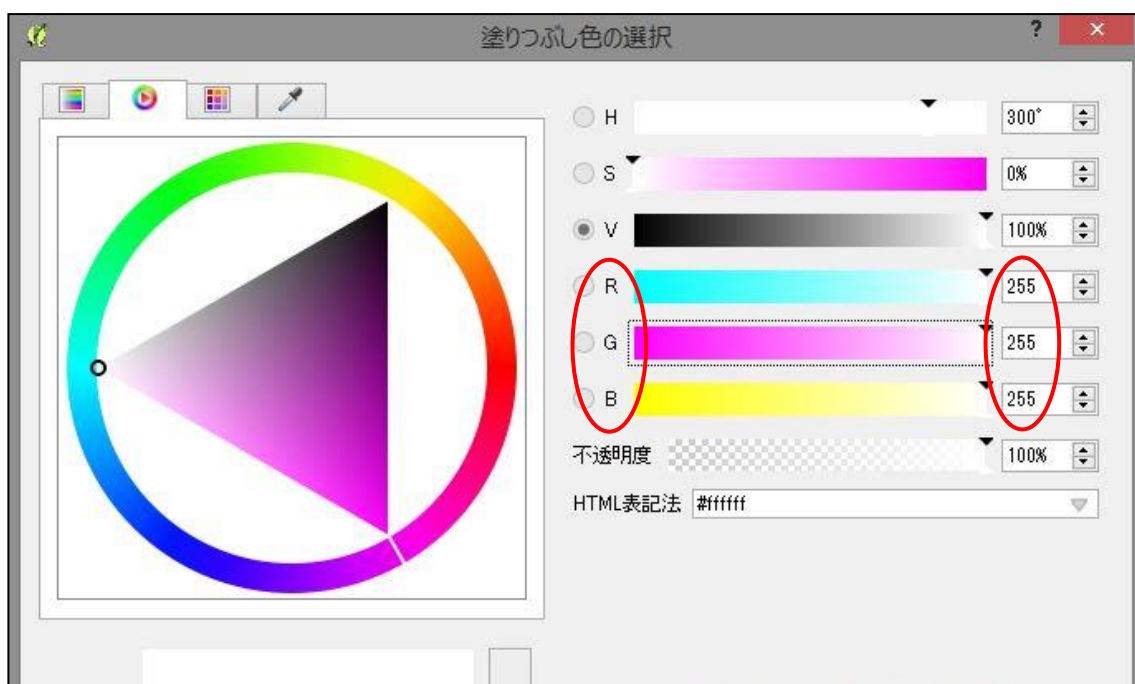 塗りつぶし色の選択 ? ×
H 300°
S 0%
V 100%
R 255
G 255
B 255
不透明度 100%
HTML表記法 #ffffff